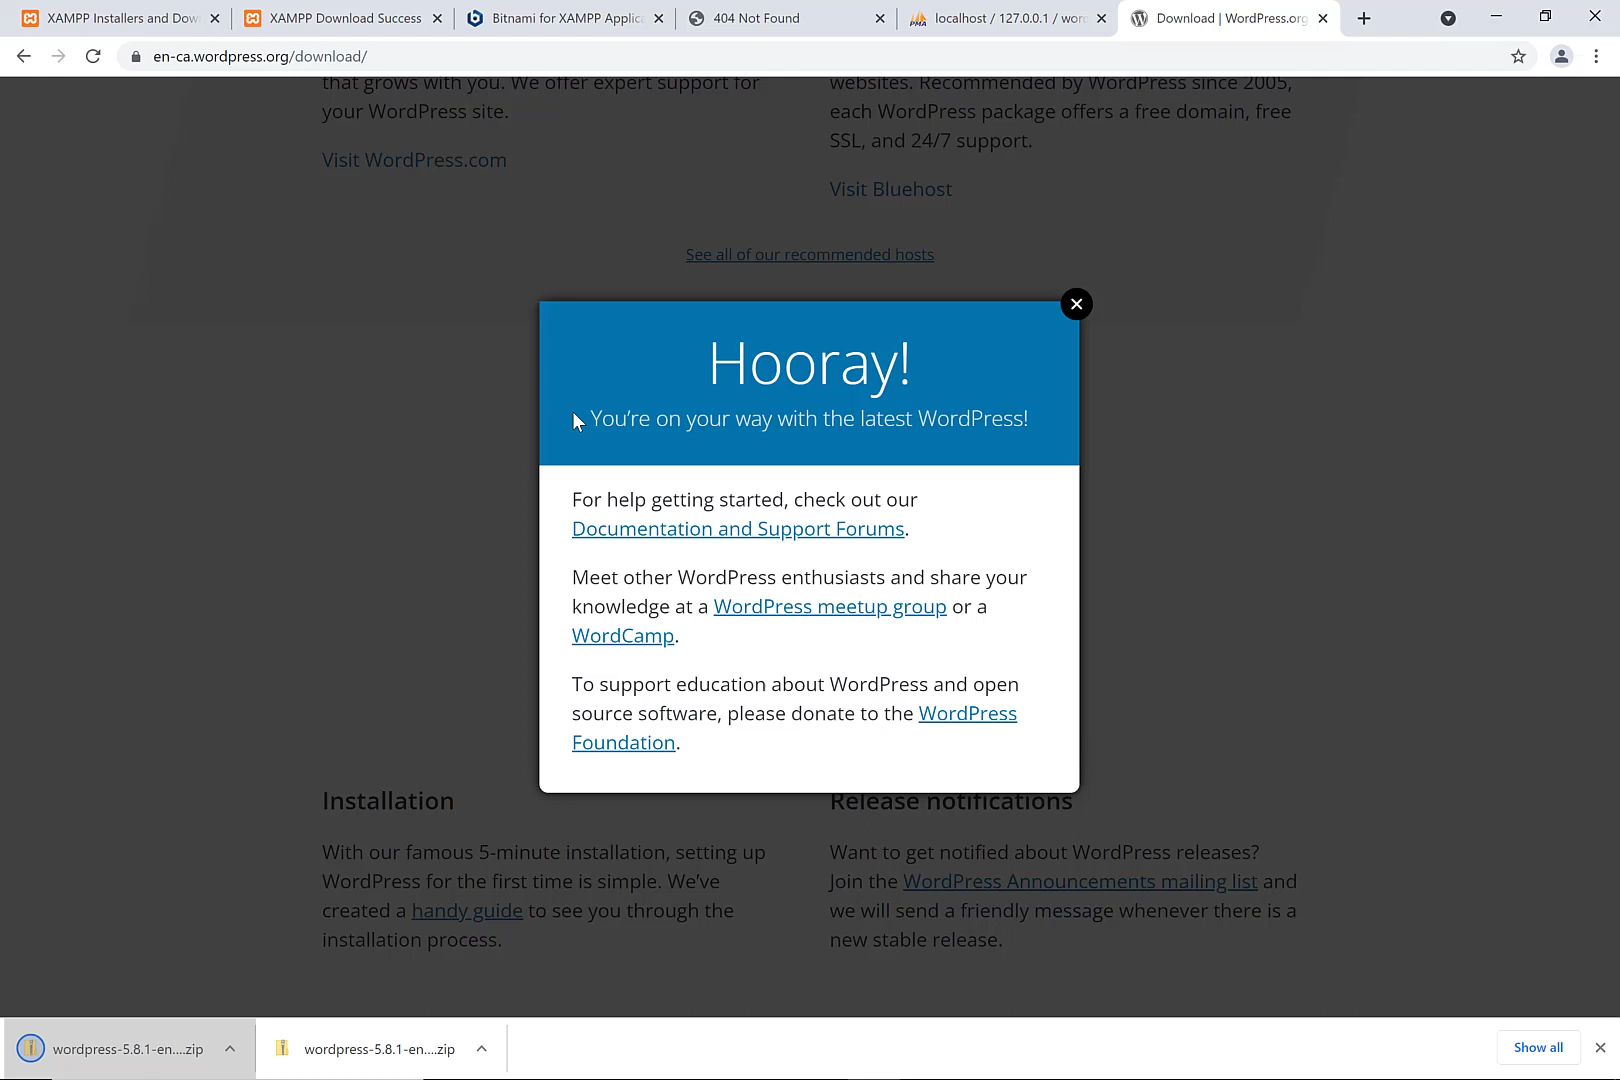 XAMPP Installers and Dow
XAMPP Download Success
Bitnami for XAMPP Applic
404 Not Found
localhost / 127.0.0.1 / wor
Download | WordPress.org
en-ca.wordpress.org/download/
that grows with you. We offer expert support for
your WordPress site.
Visit WordPress.com
websites. Recommended by WordPress since 2005,
each WordPress package offers a free domain, free
SSL, and 24/7 support.
Visit Bluehost
See all of our recommended hosts
Hooray!
You’re on your way with the latest WordPress!
For help getting started, check out our
Documentation and Support Forums.
Meet other WordPress enthusiasts and share your
knowledge at a WordPress meetup group or a
WordCamp.
To support education about WordPress and open
source software, please donate to the WordPress
Foundation.
Installation
With our famous 5-minute installation, setting up
WordPress for the first time is simple. We’ve
created a handy guide to see you through the
installation process.
Release notifications
Want to get notified about WordPress releases?
Join the WordPress Announcements mailing list and
we will send a friendly message whenever there is a
new stable release.
wordpress-5.8.1-en....zip
wordpress-5.8.1-en....zip
Show all